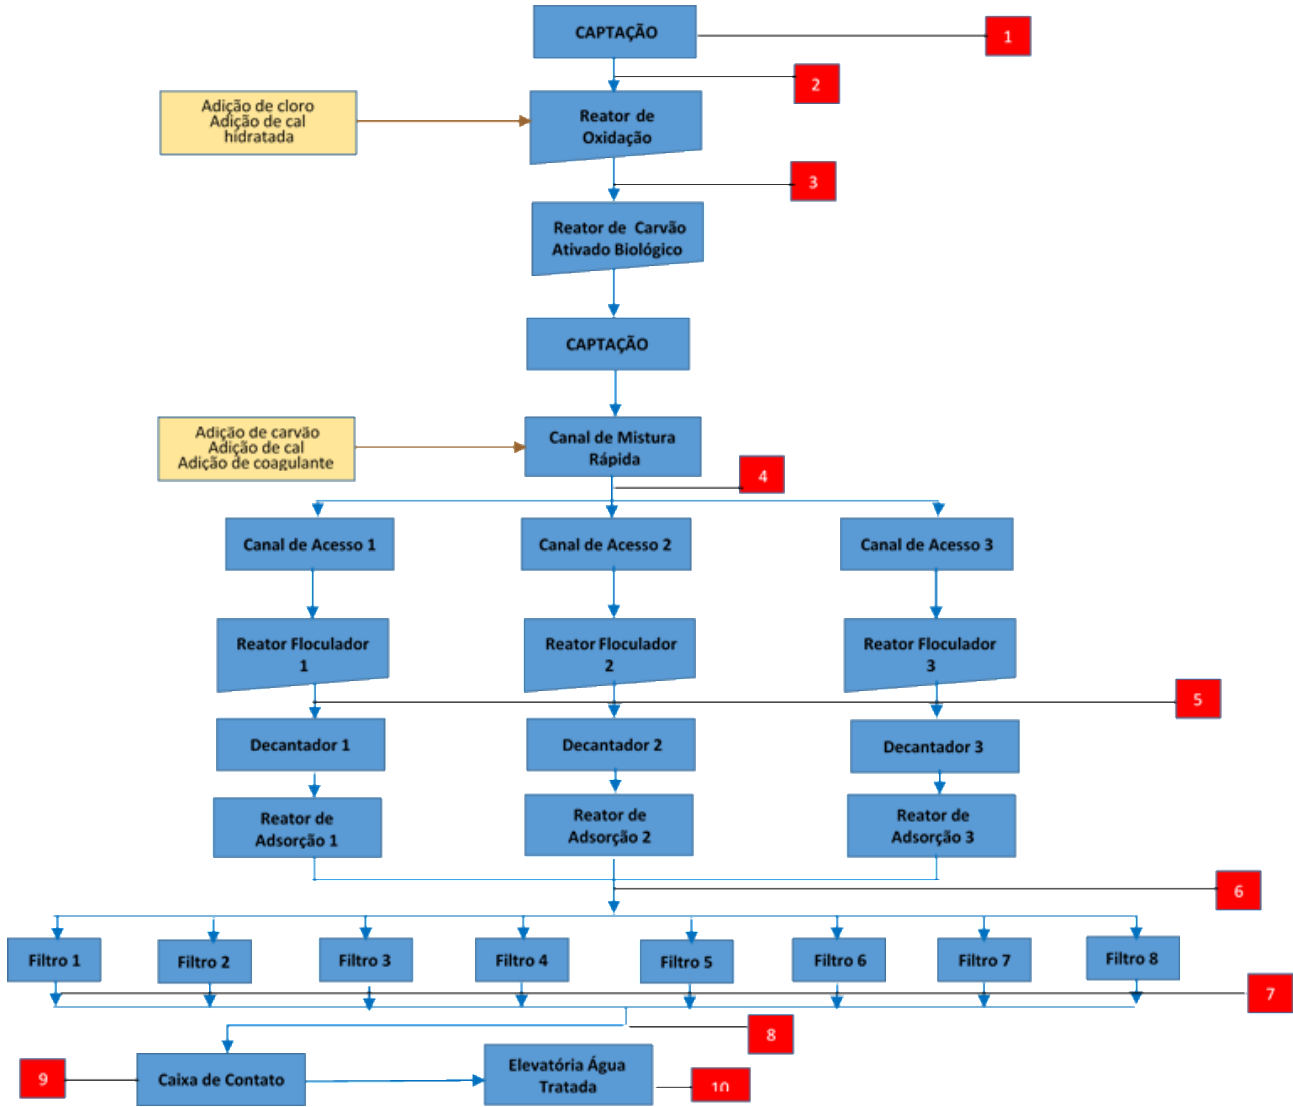 CAPTAÇÃO
1
2
Adição de cloro
Adição de cal
hidratada
Reator de
Oxidação
3
Reator de Carvão
Ativado Biológico
CAPTAÇÃO
Adição de carvão
Adição de cal
Adição de coagulante
Canal de Mistura
Rápida
4
Canal de Acesso 1
Canal de Acesso 2
Canal de Acesso 3
Reator Floculador
1
Reator Floculador
2
Reator Floculador
3
5
Decantador 1
Decantador 2
Decantador 3
Reator de
Adsorção 1
Reator de
Adsorção 2
Reator de
Adsorção 3
6
Filtro 1
Filtro 2
Filtro 3
Filtro 4
Filtro 5
Filtro 6
Filtro 7
Filtro 8
7
8
9
Caixa de Contato
Elevatória Água
Tratada
10